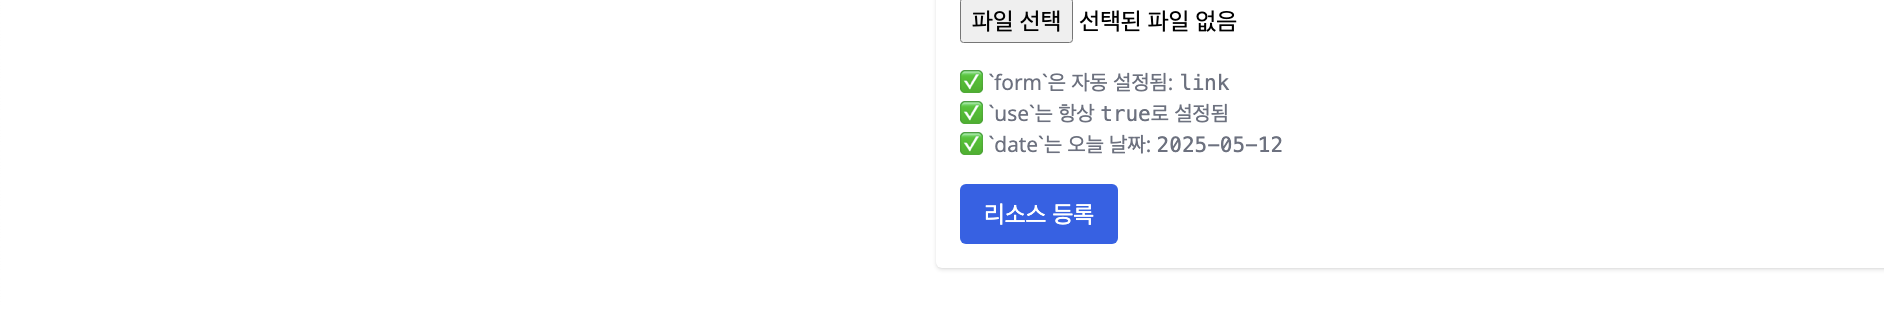 파일 선택 선택된 파일 없음
✅ `form`은 자동 설정됨: link
✅ `use`는 항상 true로 설정됨
✅ `date`는 오늘 날짜: 2025-05-12
리소스 등록